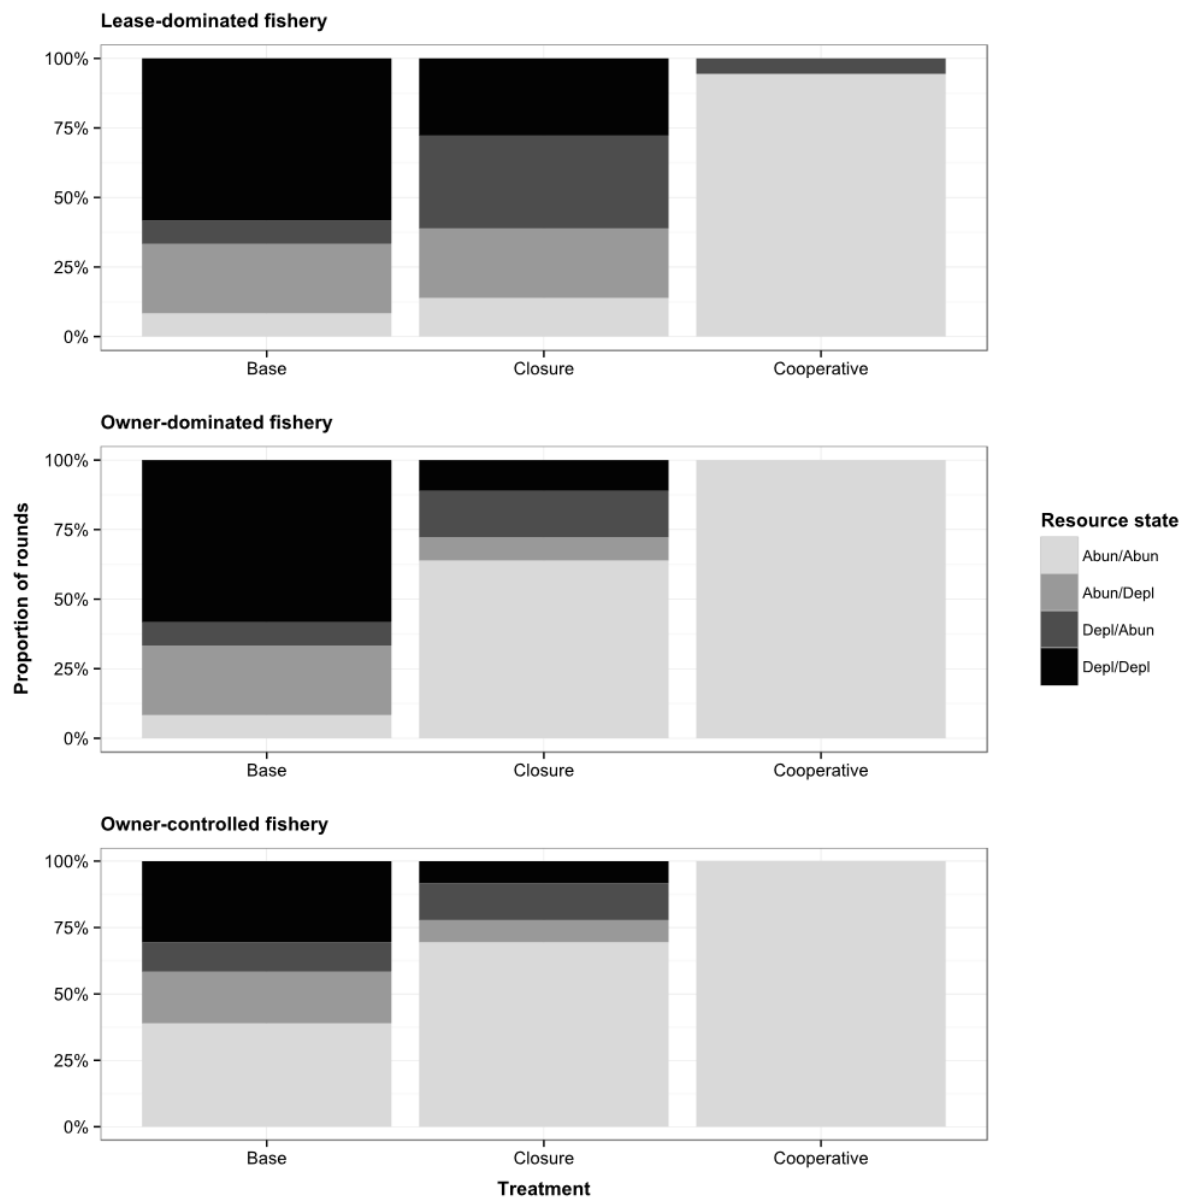 Lease-dominated fishery
100%
75%
50%
25%
0%
Base Closure Cooperative
Owner-dominated fishery
100%
75%
50%
25%
0%
Base Closure Cooperative
Proportion of rounds
Resource state
Abun/Abun
Abun/Depl
Depl/Abun
Depl/Depl
Owner-controlled fishery
100%
75%
50%
25%
0%
Base Closure Cooperative
Treatment